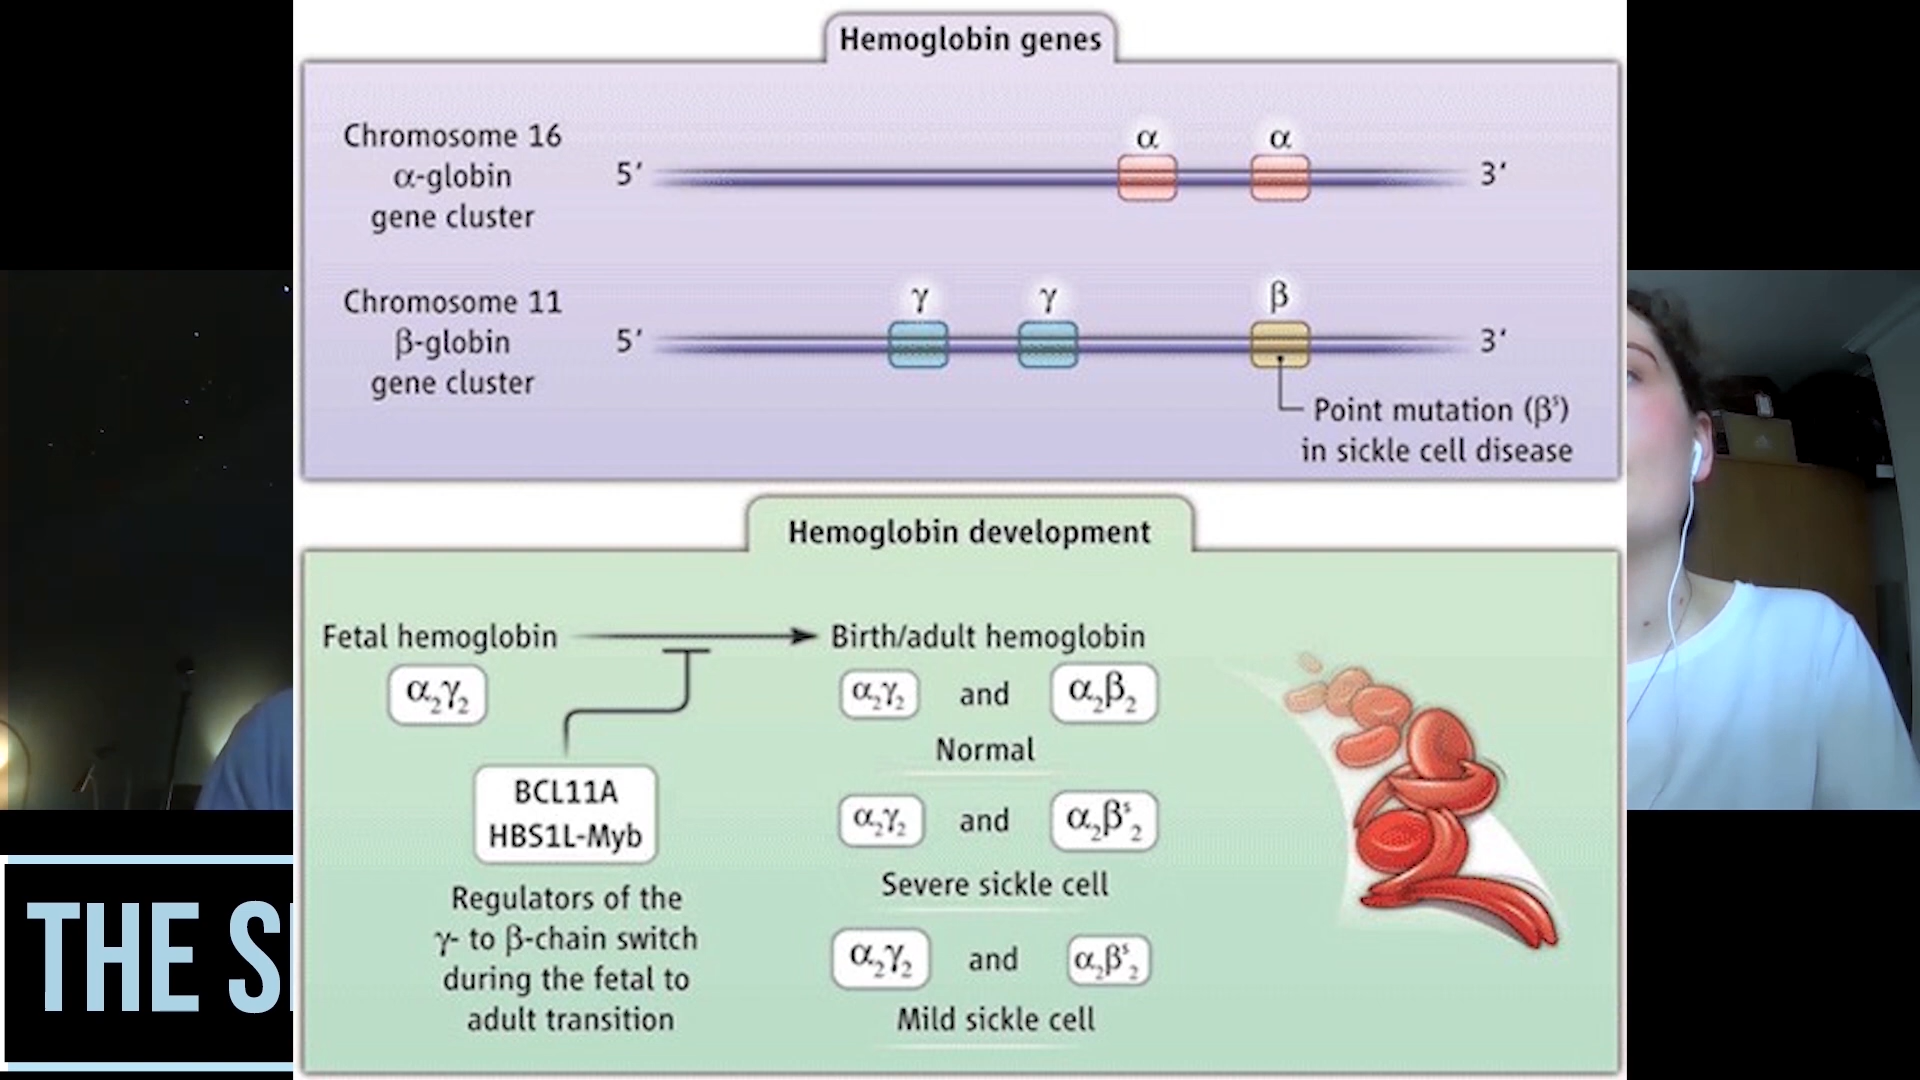 Hemoglobin genes
Chromosome 16
α-globin
gene cluster
5′
α
α
3′
Chromosome 11
β-globin
gene cluster
5′
γ
γ
β
3′
Point mutation (βˢ)
in sickle cell disease
Hemoglobin development
Fetal hemoglobin
α₂γ₂
BCL11A
HBS1L-Myb
Regulators of the
γ- to β-chain switch
during the fetal to
adult transition
Birth/adult hemoglobin
α₂γ₂ and α₂β₂
Normal
α₂γ₂ and α₂βˢ₂
Severe sickle cell
α₂γ₂ and α₂βˢ₂
Mild sickle cell
THE